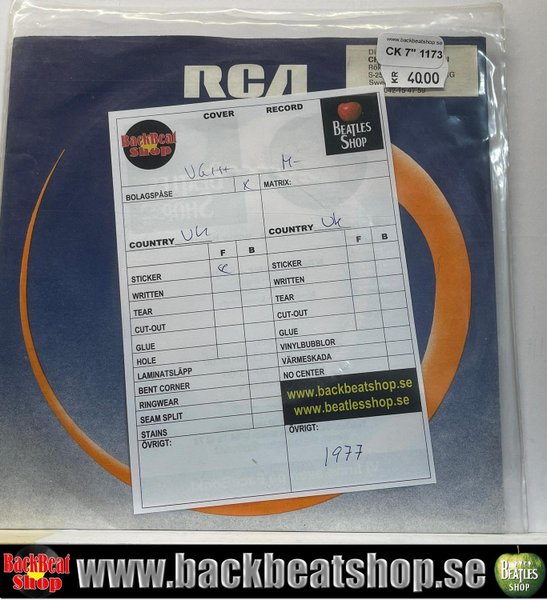 www.backbeatshop.se
CK 7" 1173
KR 40.00
RCA
COVER RECORD
BackBeat Shop
BEATLES SHOP
VG++ M-
BOLAGSPÅSE X MATRIX:
COUNTRY UK COUNTRY UK
F B F B
STICKER STICKER
WRITTEN WRITTEN
TEAR TEAR
CUT-OUT CUT-OUT
GLUE GLUE
HOLE VINYLBUBBLOR
LAMINATSLÄPP VÄRMESKADA
BENT CORNER NO CENTER
RINGWEAR
www.backbeatshop.se
www.beatlesshop.se
SEAM SPLIT
STAINS
ÖVRIGT: ÖVRIGT:
1977
BackBeat Shop www.backbeatshop.se BEATLES SHOP